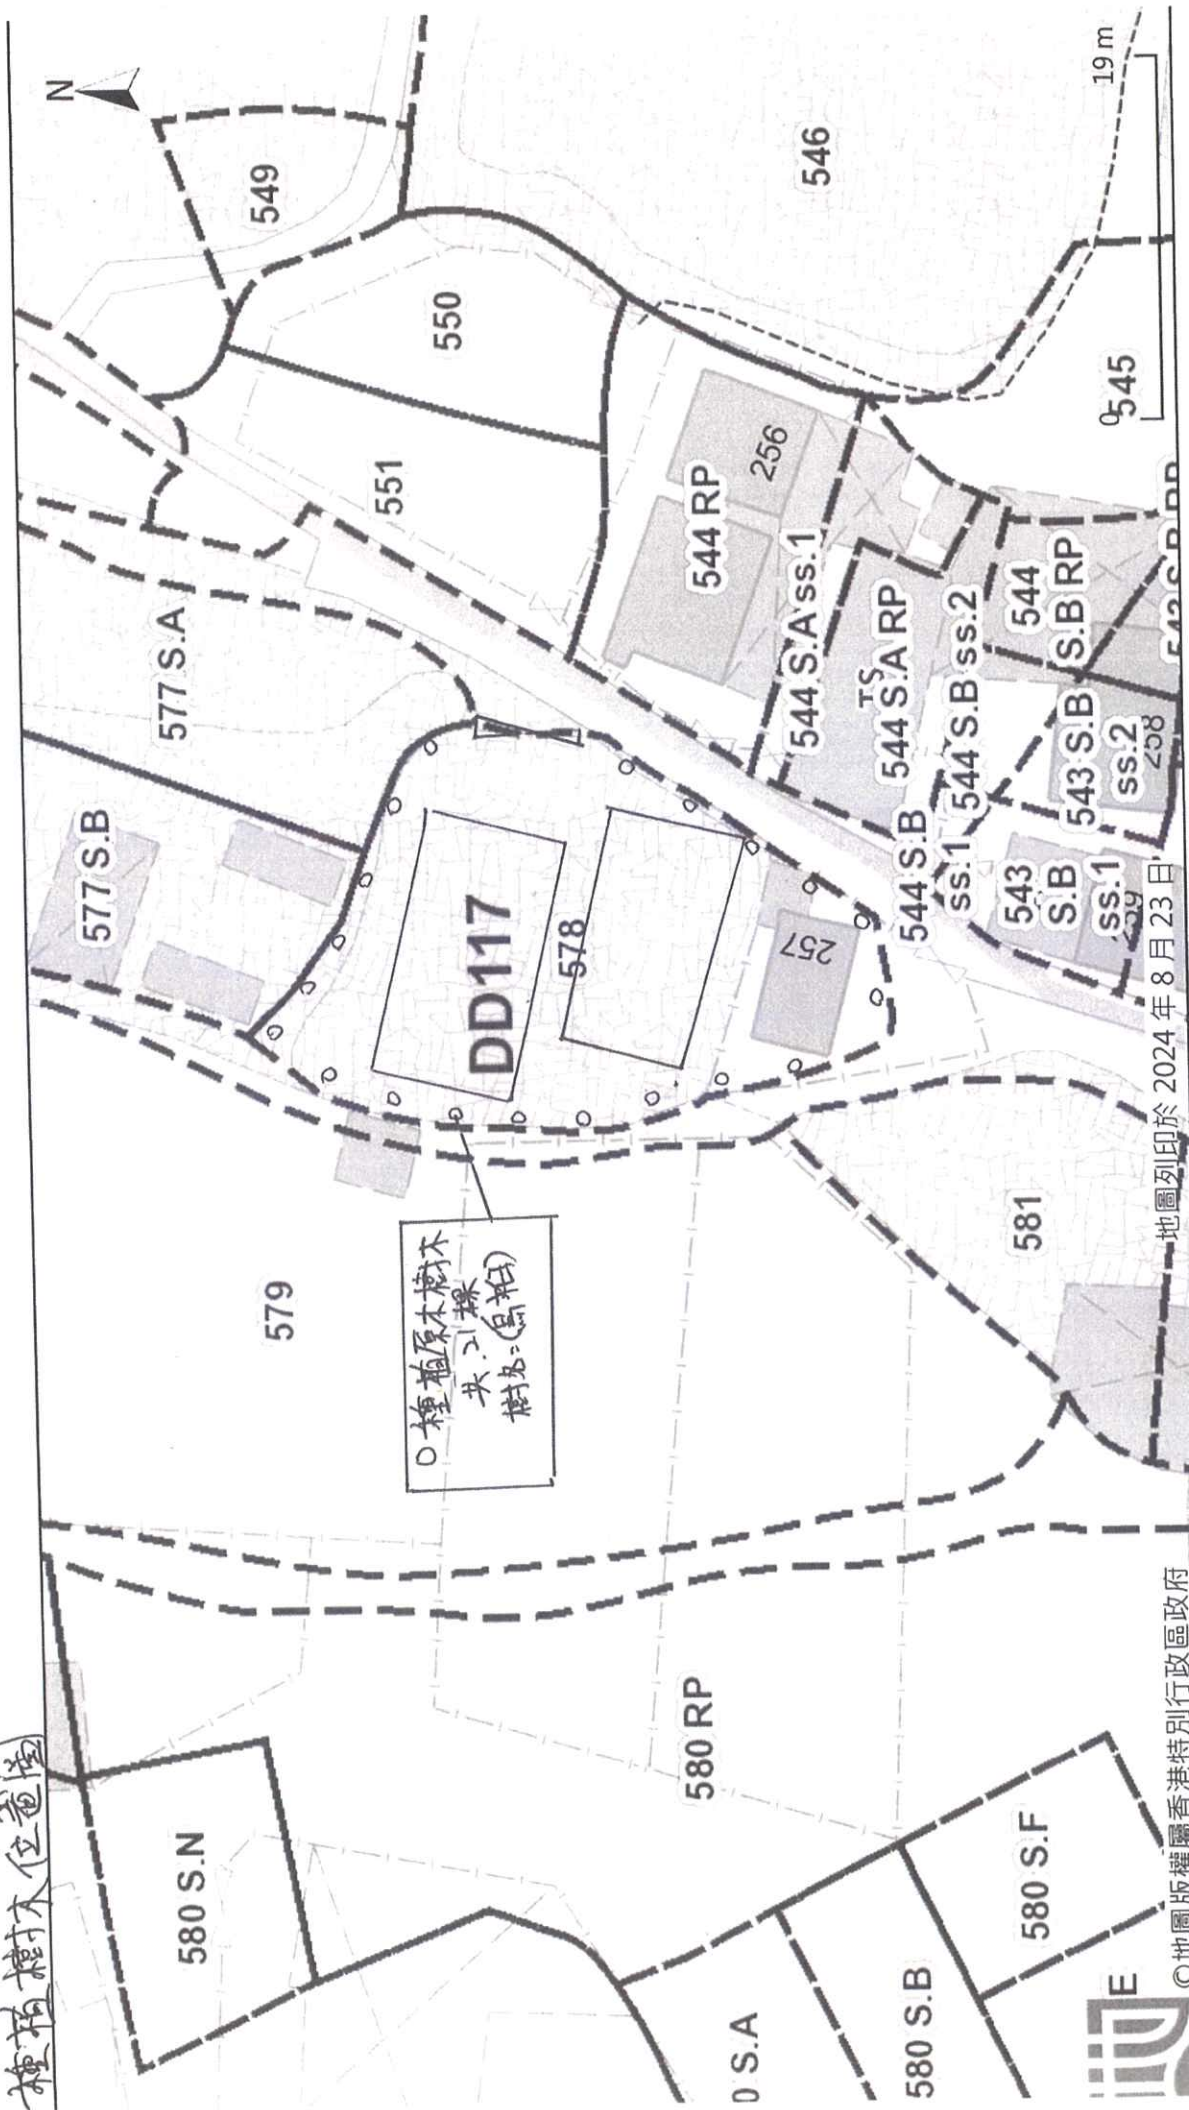 種植樹木位置圖
N
549
546
550
551
577 S.A
577 S.B
544 RP
256
544 S.A ss.1
TS
544 S.A RP
544 S.B ss.2
544
S.B RP
543 S.B
ss.2
258
544 S.B
ss.1
543
S.B
ss.1
259
545
0
19 m
DD117
578
257
579
○種植原木樹木
共.21棵
樹名=(烏桕)
581
580 S.N
580 RP
580 S.F
580 S.B
0 S.A
E
地圖列印於 2024 年 8 月 23 日
©地圖版權屬香港特別行政區政府